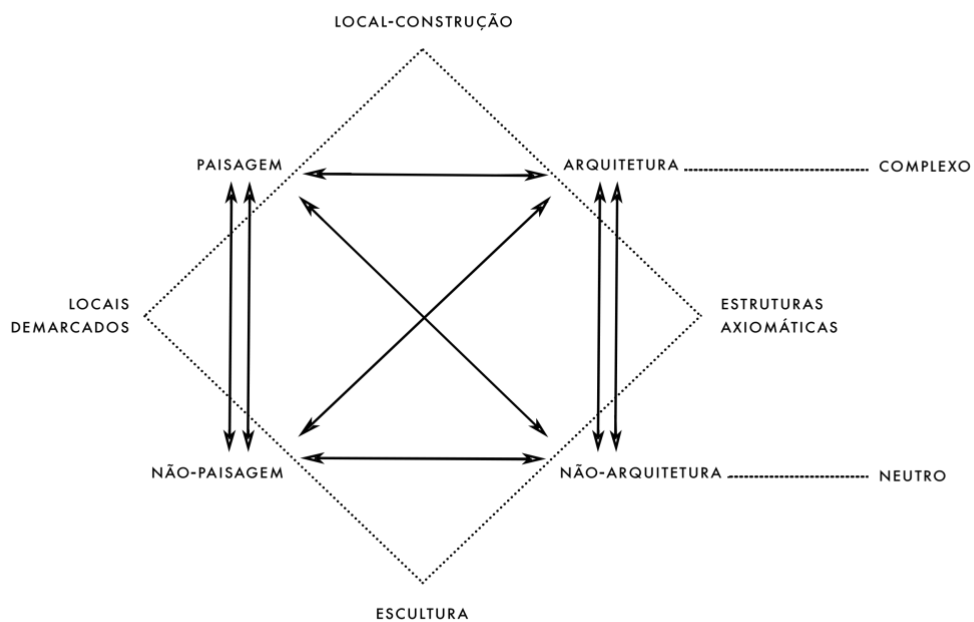 LOCAL-CONSTRUÇÃO
PAISAGEM
ARQUITETURA
COMPLEXO
LOCAIS
DEMARCADOS
ESTRUTURAS
AXIOMÁTICAS
NÃO-PAISAGEM
NÃO-ARQUITETURA
NEUTRO
ESCULTURA